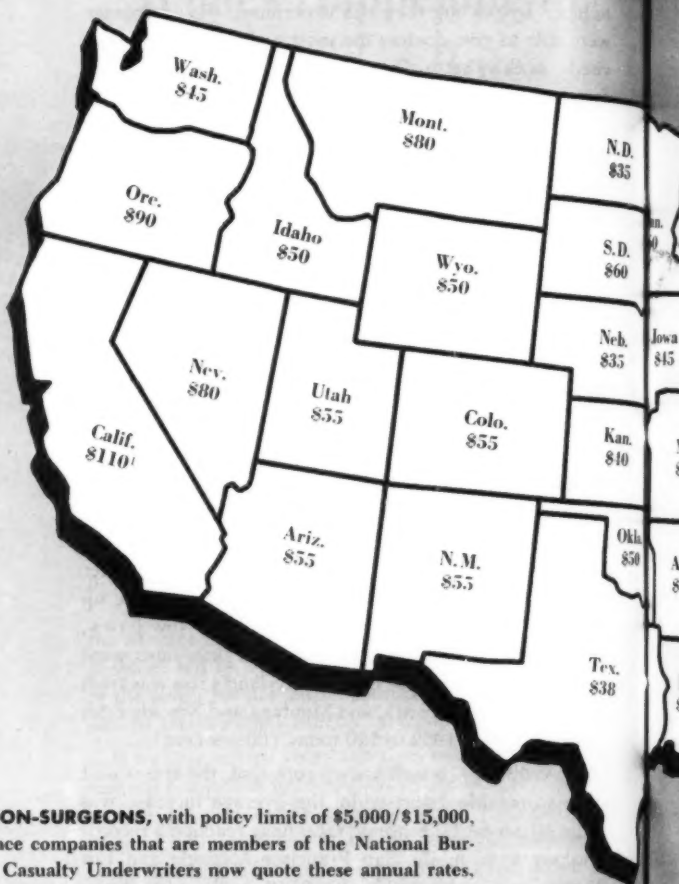 Wash.
$45
Mont.
$80
N.D.
$35
Ore.
$90
Idaho
$50
Wyo.
$50
S.D.
$60
Neb.
$35
Iowa
$45
Nev.
$80
Utah
$55
Colo.
$55
Kan.
$40
Calif.
$110¹
Ariz.
$55
N.M.
$55
Okla.
$50
Tex.
$38
ON-SURGEONS, with policy limits of $5,000/$15,000,
nce companies that are members of the National Bur-
Casualty Underwriters now quote these annual rates.